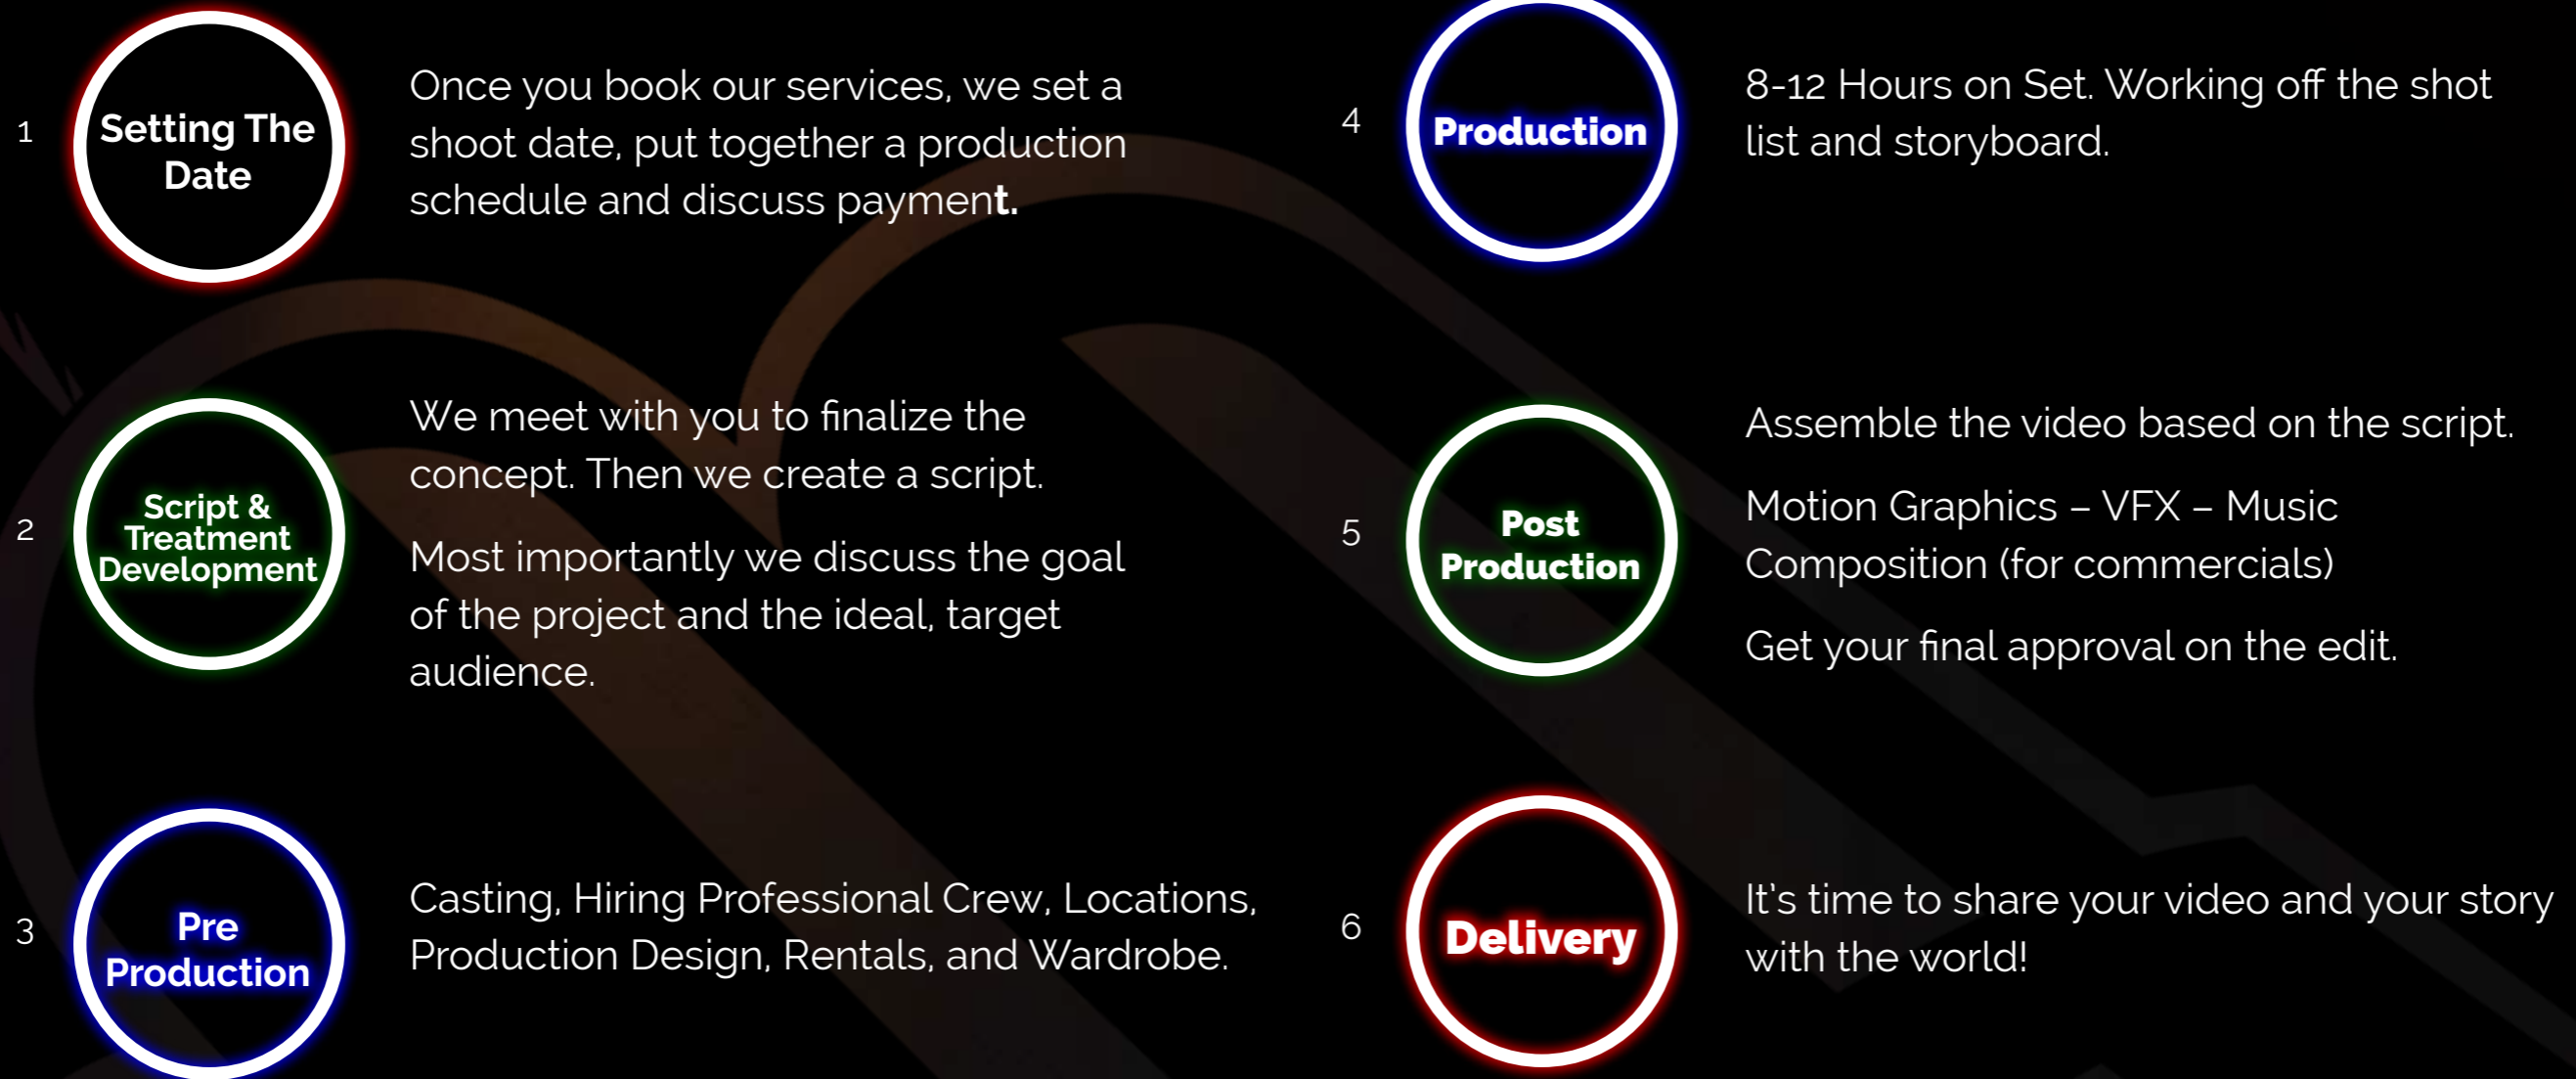 1
Setting The
Date
Once you book our services, we set a
shoot date, put together a production
schedule and discuss payment.
2
Script &
Treatment
Development
We meet with you to finalize the
concept. Then we create a script.
Most importantly we discuss the goal
of the project and the ideal, target
audience.
3
Pre
Production
Casting, Hiring Professional Crew, Locations,
Production Design, Rentals, and Wardrobe.
4
Production
8-12 Hours on Set. Working off the shot
list and storyboard.
5
Post
Production
Assemble the video based on the script.
Motion Graphics – VFX – Music
Composition (for commercials)
Get your final approval on the edit.
6
Delivery
It's time to share your video and your story
with the world!